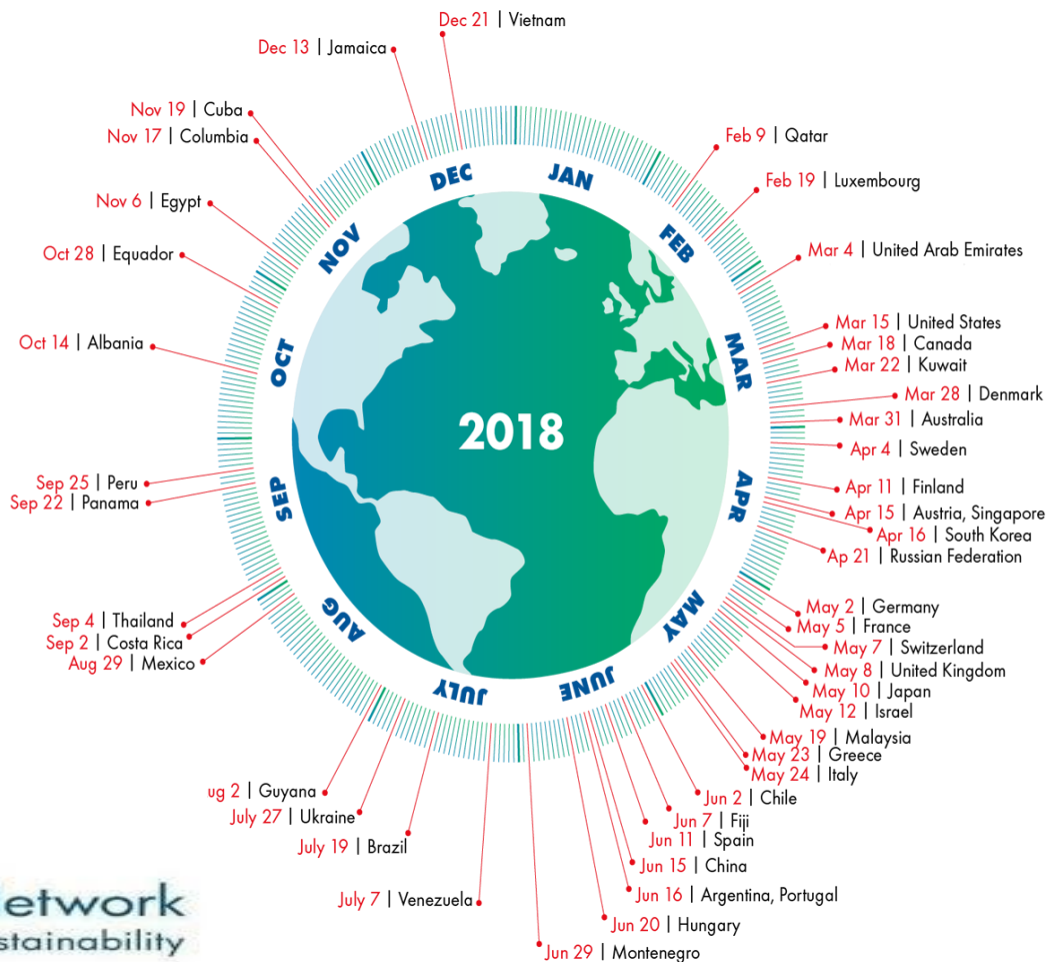 Dec 21 | Vietnam
Dec 13 | Jamaica
Nov 19 | Cuba
Nov 17 | Columbia
Nov 6 | Egypt
Oct 28 | Equador
Oct 14 | Albania
Sep 25 | Peru
Sep 22 | Panama
Sep 4 | Thailand
Sep 2 | Costa Rica
Aug 29 | Mexico
ug 2 | Guyana
July 27 | Ukraine
July 19 | Brazil
July 7 | Venezuela
Feb 9 | Qatar
Feb 19 | Luxembourg
Mar 4 | United Arab Emirates
Mar 15 | United States
Mar 18 | Canada
Mar 22 | Kuwait
Mar 28 | Denmark
Mar 31 | Australia
Apr 4 | Sweden
Apr 11 | Finland
Apr 15 | Austria, Singapore
Apr 16 | South Korea
Ap 21 | Russian Federation
May 2 | Germany
May 5 | France
May 7 | Switzerland
May 8 | United Kingdom
May 10 | Japan
May 12 | Israel
May 19 | Malaysia
May 23 | Greece
May 24 | Italy
Jun 2 | Chile
Jun 7 | Fiji
Jun 11 | Spain
Jun 15 | China
Jun 16 | Argentina, Portugal
Jun 20 | Hungary
Jun 29 | Montenegro
JAN
FEB
MAR
APR
MAY
JUNE
JULY
AUG
SEP
OCT
NOV
DEC
2018
etwork
stainability